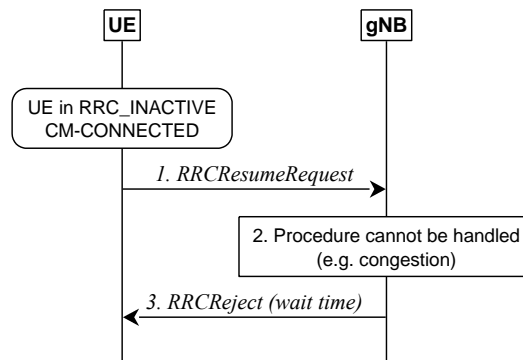 UE
gNB
UE in RRC_INACTIVE
CM-CONNECTED
1. RRCResumeRequest
2. Procedure cannot be handled
(e.g. congestion)
3. RRCReject (wait time)